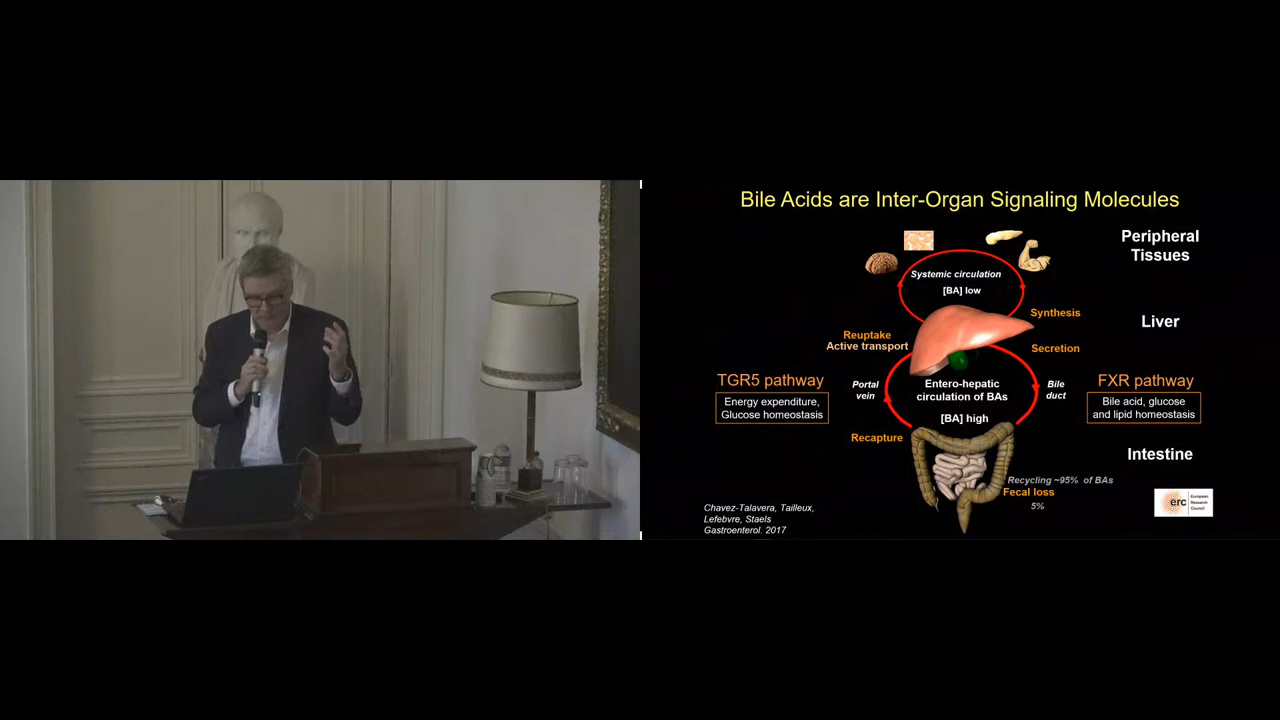 Bile Acids are Inter-Organ Signaling Molecules
Peripheral
Tissues
Systemic circulation
[BA] low
Synthesis
Liver
Reuptake
Active transport
Secretion
TGR5 pathway
Energy expenditure,
Glucose homeostasis
Portal
vein
Entero-hepatic
circulation of BAs
[BA] high
Bile
duct
FXR pathway
Bile acid, glucose
and lipid homeostasis
Recapture
Intestine
Recycling ~95% of BAs
Fecal loss
5%
Chavez-Talavera, Tailleux,
Lefebvre, Staels
Gastroenterol. 2017
erc
European
Research
Council